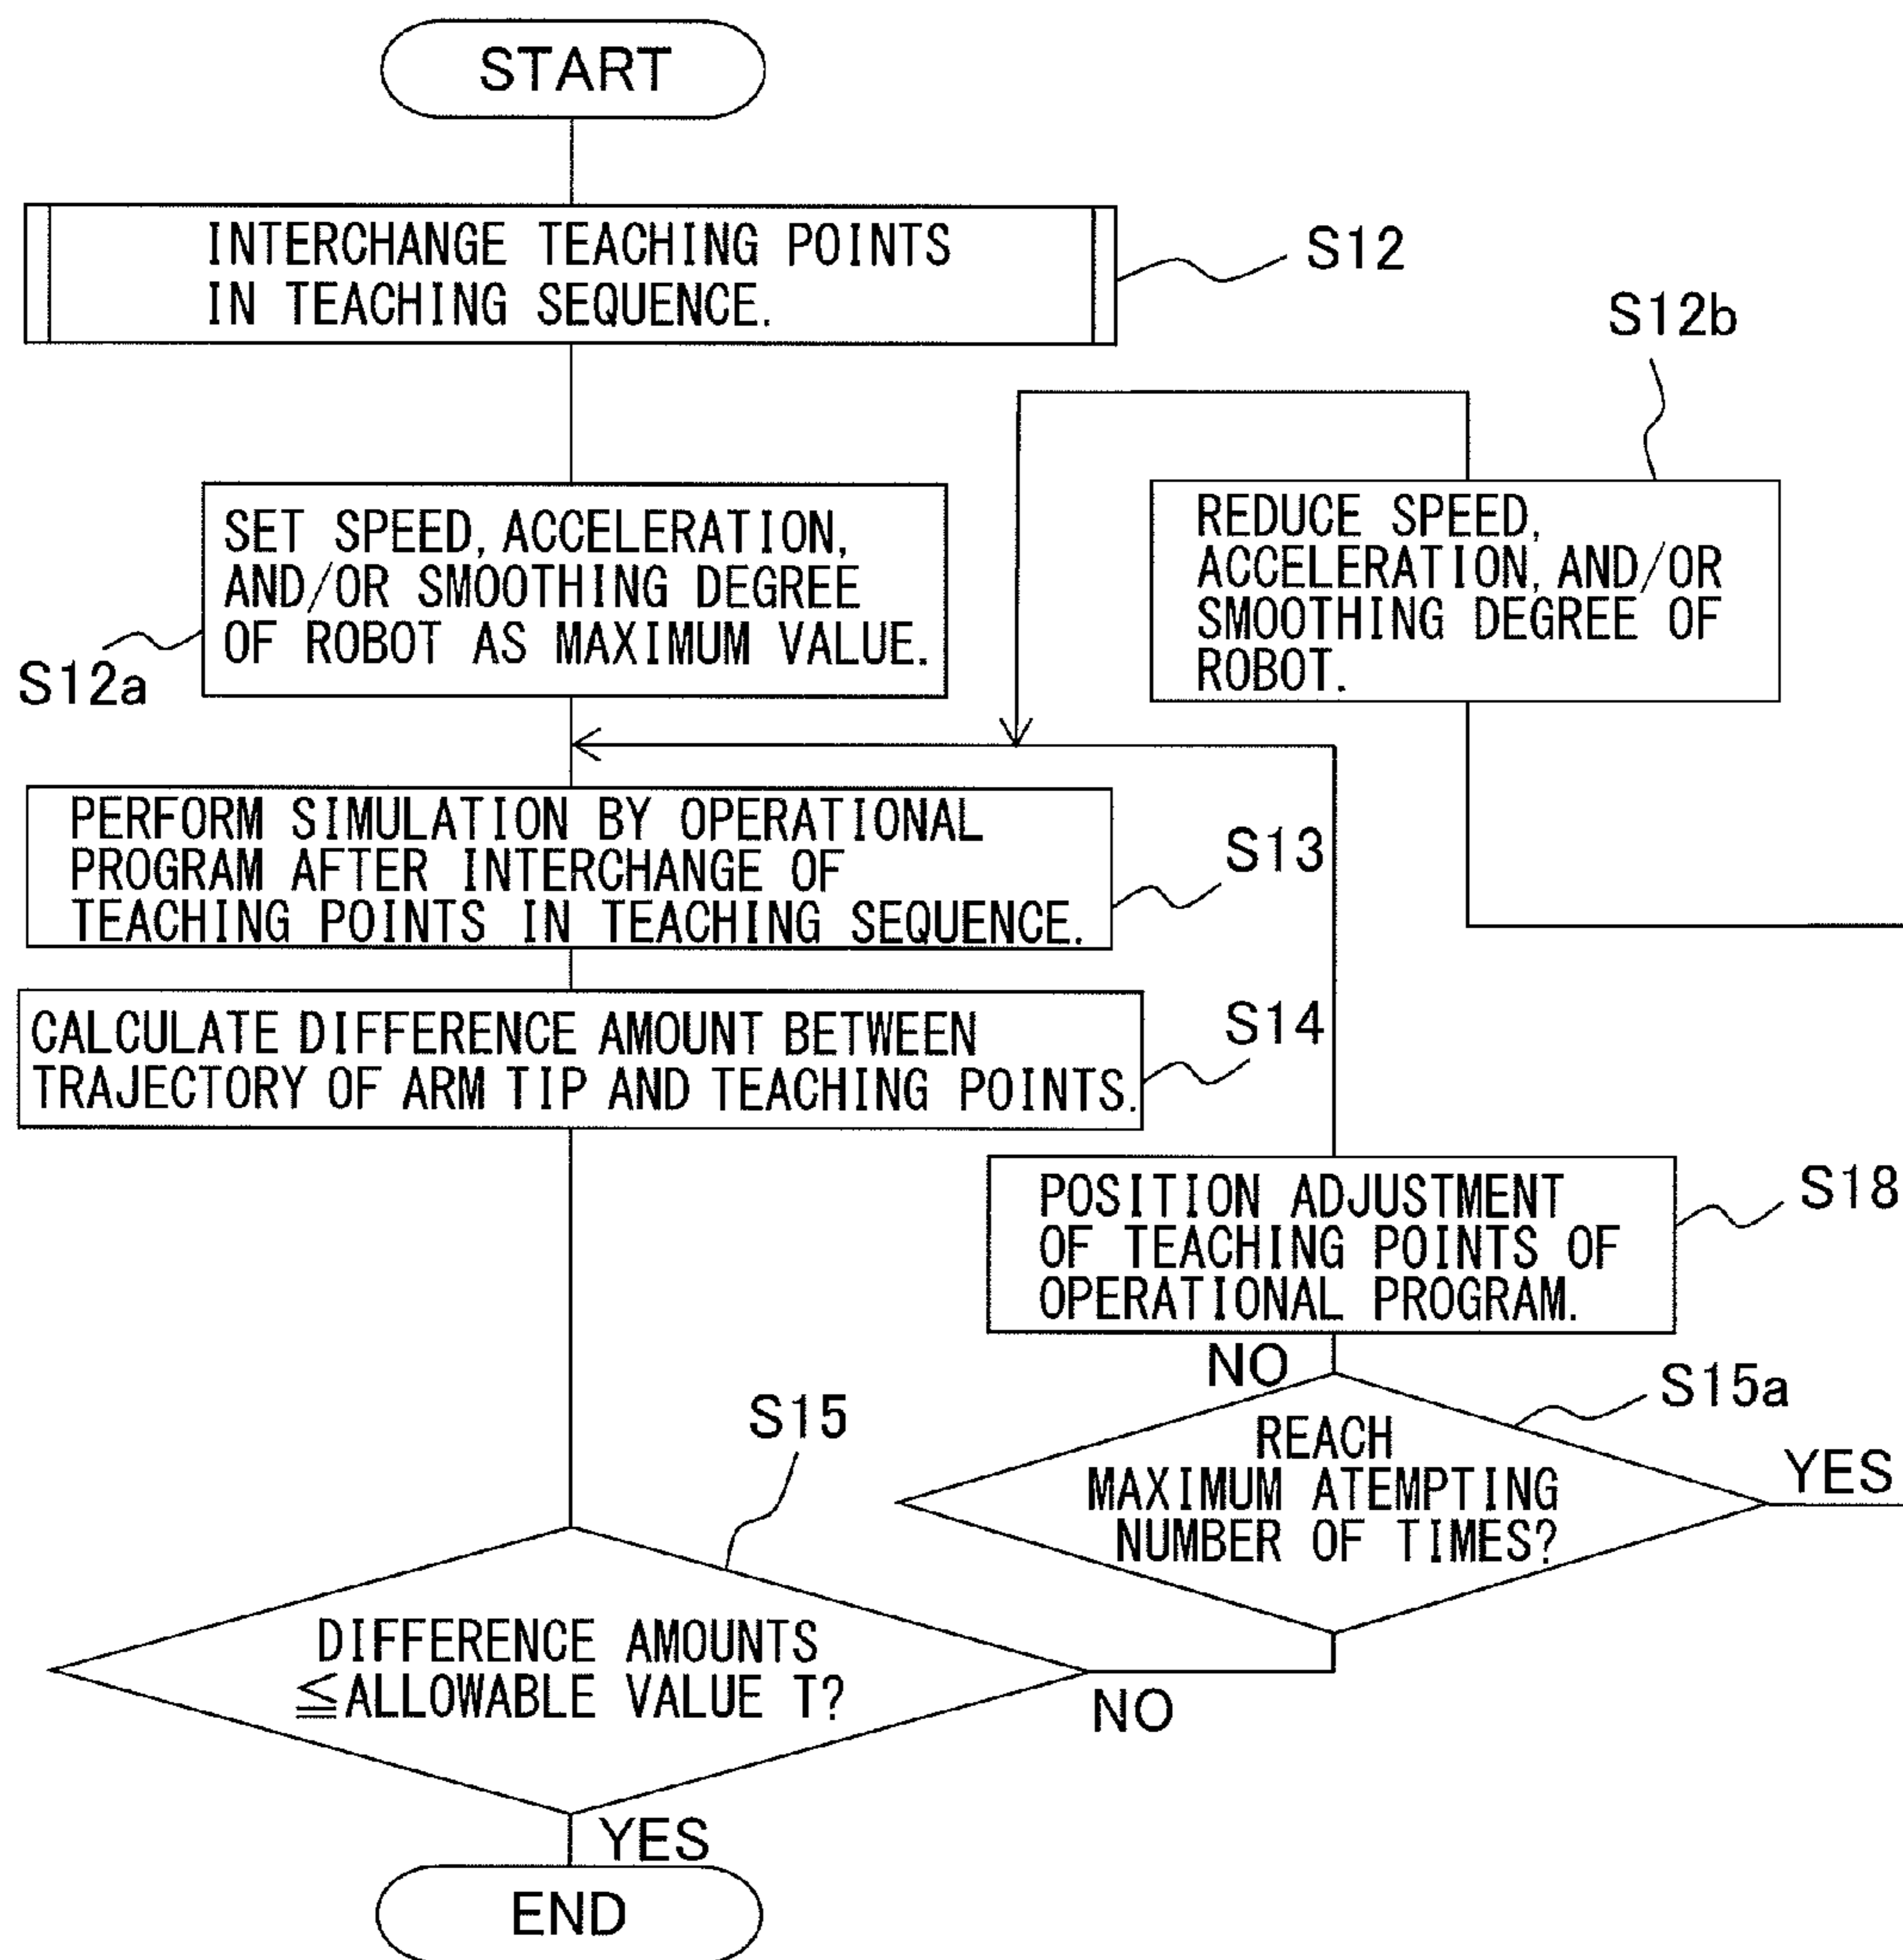 START
INTERCHANGE TEACHING POINTS
IN TEACHING SEQUENCE.
S12
S12b
SET SPEED, ACCELERATION,
AND/OR SMOOTHING DEGREE
OF ROBOT AS MAXIMUM VALUE.
S12a
REDUCE SPEED,
ACCELERATION, AND/OR
SMOOTHING DEGREE OF
ROBOT.
PERFORM SIMULATION BY OPERATIONAL
PROGRAM AFTER INTERCHANGE OF
TEACHING POINTS IN TEACHING SEQUENCE.
S13
CALCULATE DIFFERENCE AMOUNT BETWEEN
TRAJECTORY OF ARM TIP AND TEACHING POINTS.
S14
POSITION ADJUSTMENT
OF TEACHING POINTS OF
OPERATIONAL PROGRAM.
S18
NO
S15a
REACH
MAXIMUM ATEMPTING
NUMBER OF TIMES?
YES
S15
DIFFERENCE AMOUNTS
≦ALLOWABLE VALUE T?
NO
YES
END